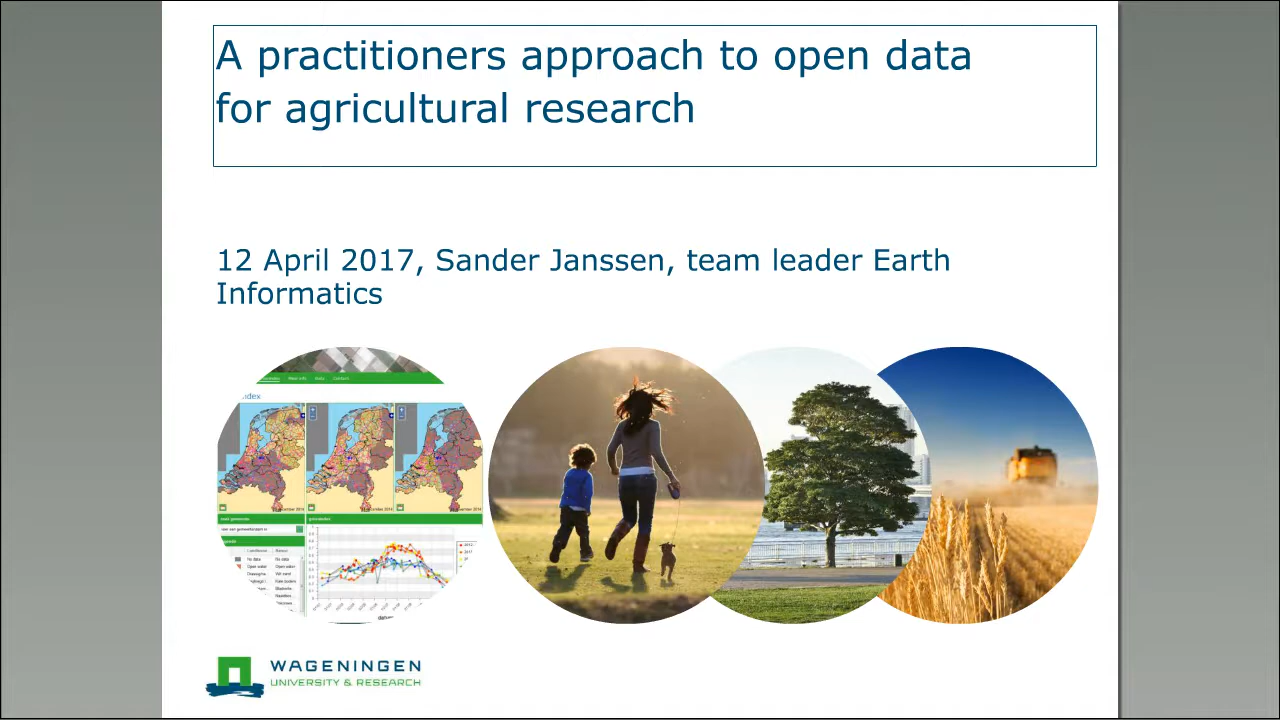 A practitioners approach to open data
for agricultural research
12 April 2017, Sander Janssen, team leader Earth
Informatics
WAGENINGEN
UNIVERSITY & RESEARCH